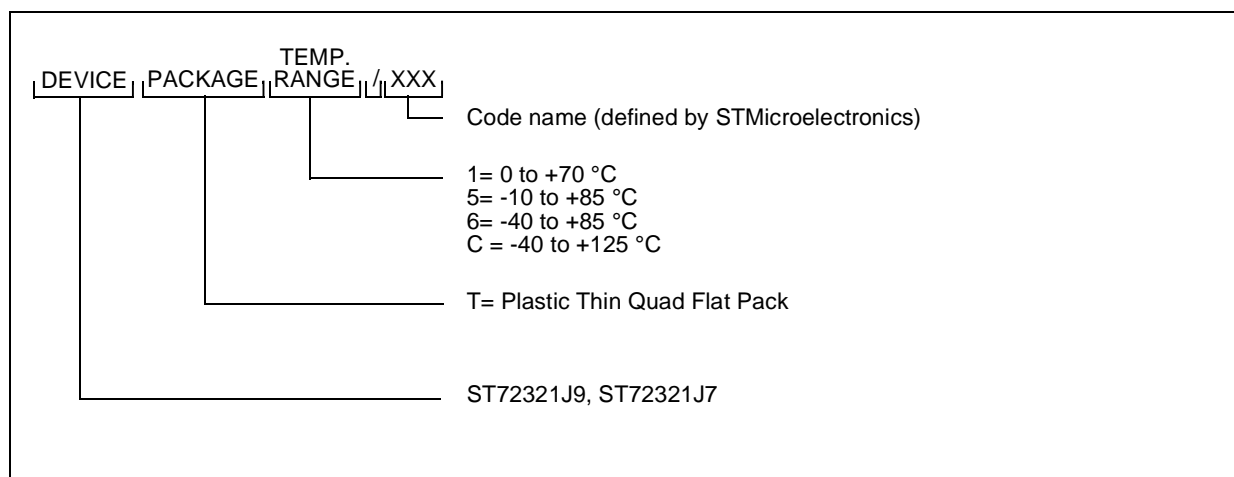 TEMP.
DEVICE PACKAGE RANGE / XXX
Code name (defined by STMicroelectronics)
1= 0 to +70 °C
5= -10 to +85 °C
6= -40 to +85 °C
C = -40 to +125 °C
T= Plastic Thin Quad Flat Pack
ST72321J9, ST72321J7